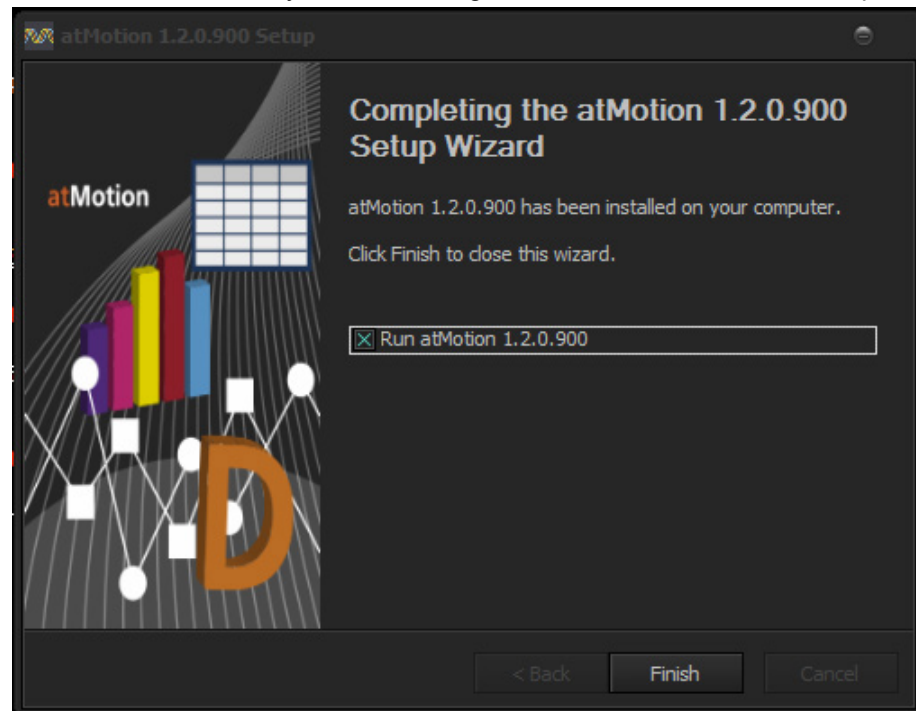 atMotion 1.2.0.900 Setup
Completing the atMotion 1.2.0.900
Setup Wizard
atMotion
atMotion 1.2.0.900 has been installed on your computer.
Click Finish to close this wizard.
Run atMotion 1.2.0.900
D
< Back
Finish
Cancel